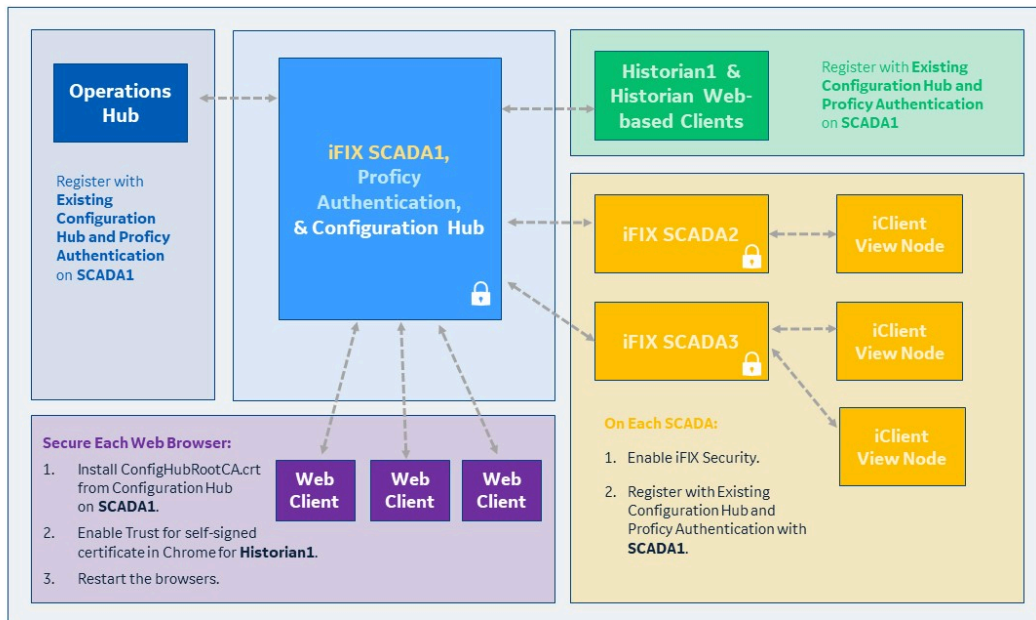 Operations
Hub
Register with
Existing
Configuration
Hub and Proficy
Authentication
on SCADA1
iFIX SCADA1,
Proficy
Authentication,
& Configuration Hub
Historian1 &
Historian Web-
based Clients
Register with Existing
Configuration Hub and
Proficy Authentication
on SCADA1
iFIX SCADA2
iClient
View Node
iFIX SCADA3
iClient
View Node
iClient
View Node
On Each SCADA:
1. Enable iFIX Security.
2. Register with Existing
Configuration Hub and
Proficy Authentication with
SCADA1.
Secure Each Web Browser:
1. Install ConfigHubRootCA.crt
from Configuration Hub
on SCADA1.
2. Enable Trust for self-signed
certificate in Chrome for Historian1.
3. Restart the browsers.
Web
Client
Web
Client
Web
Client